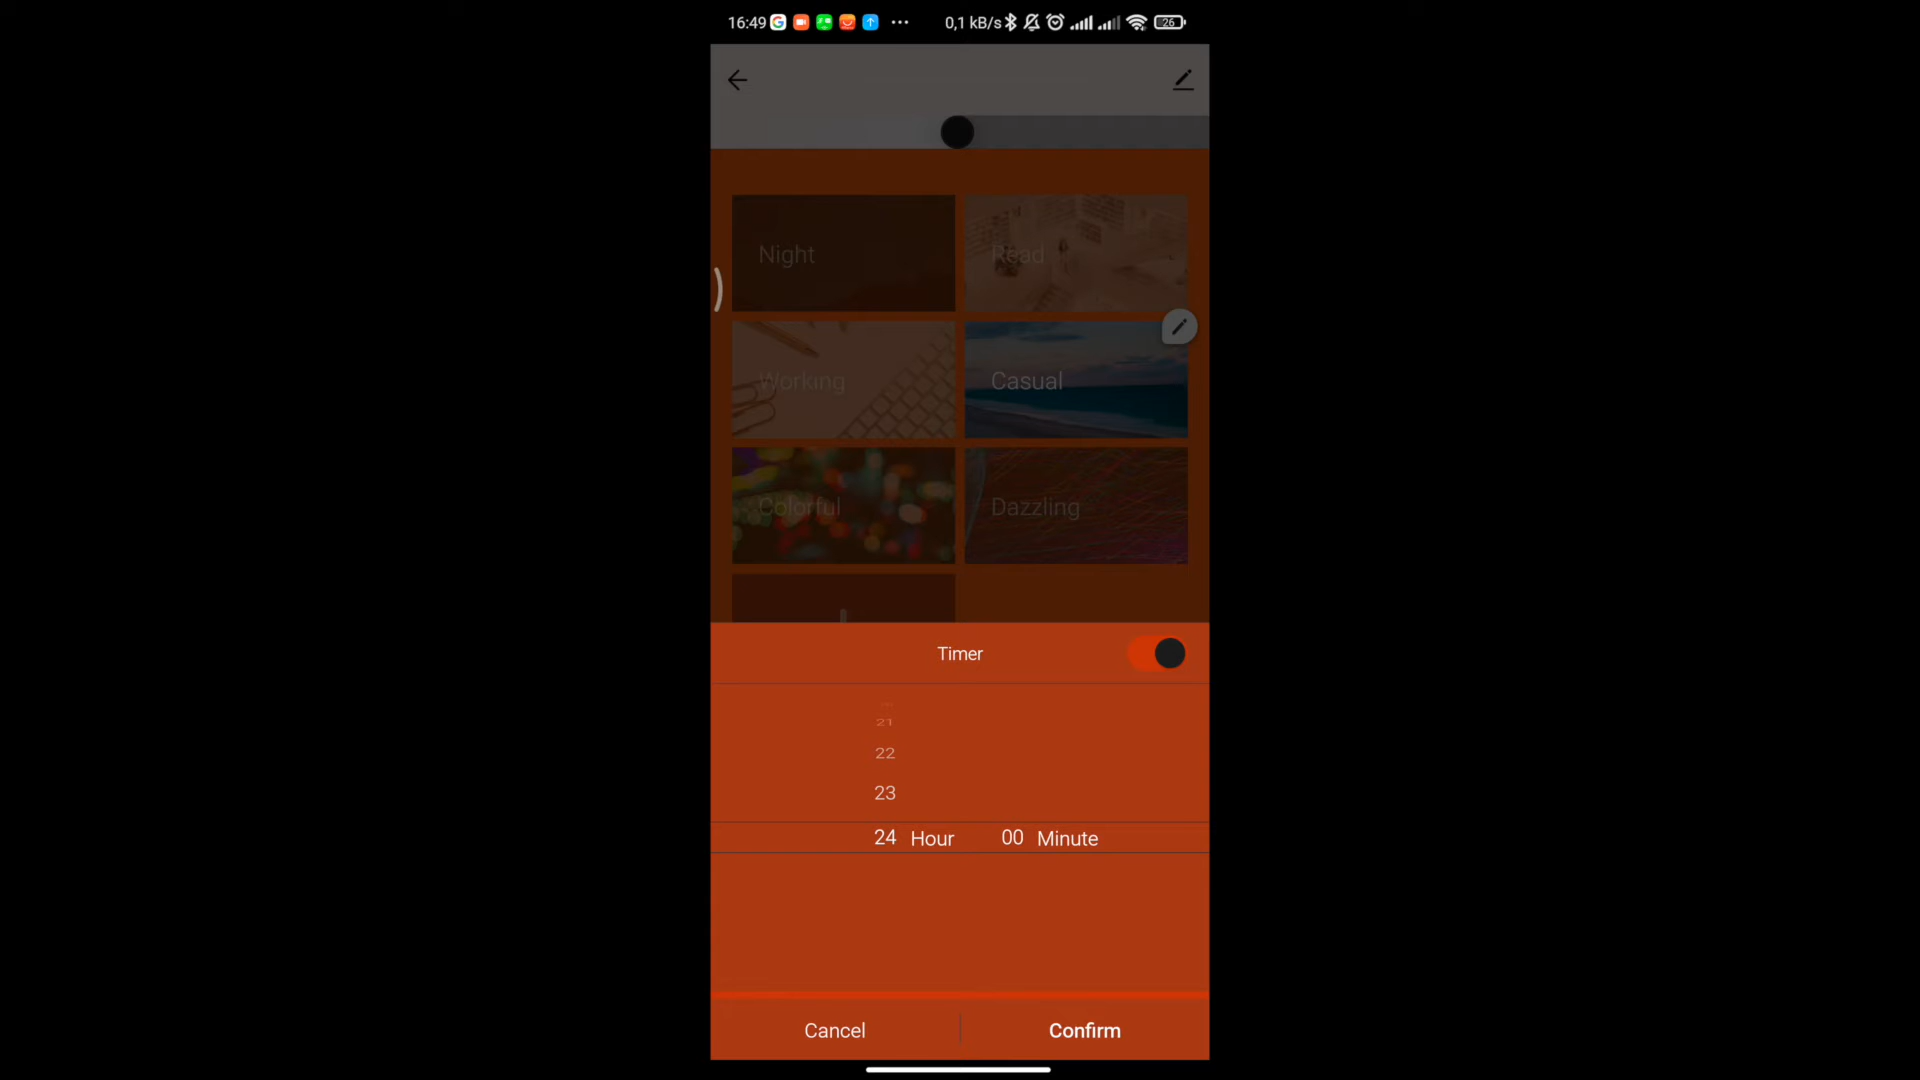 16:49 0,1 kB/s 26
Night Read
Working Casual
Colorful Dazzling
Timer
21
22
23
24 Hour 00 Minute
Cancel Confirm